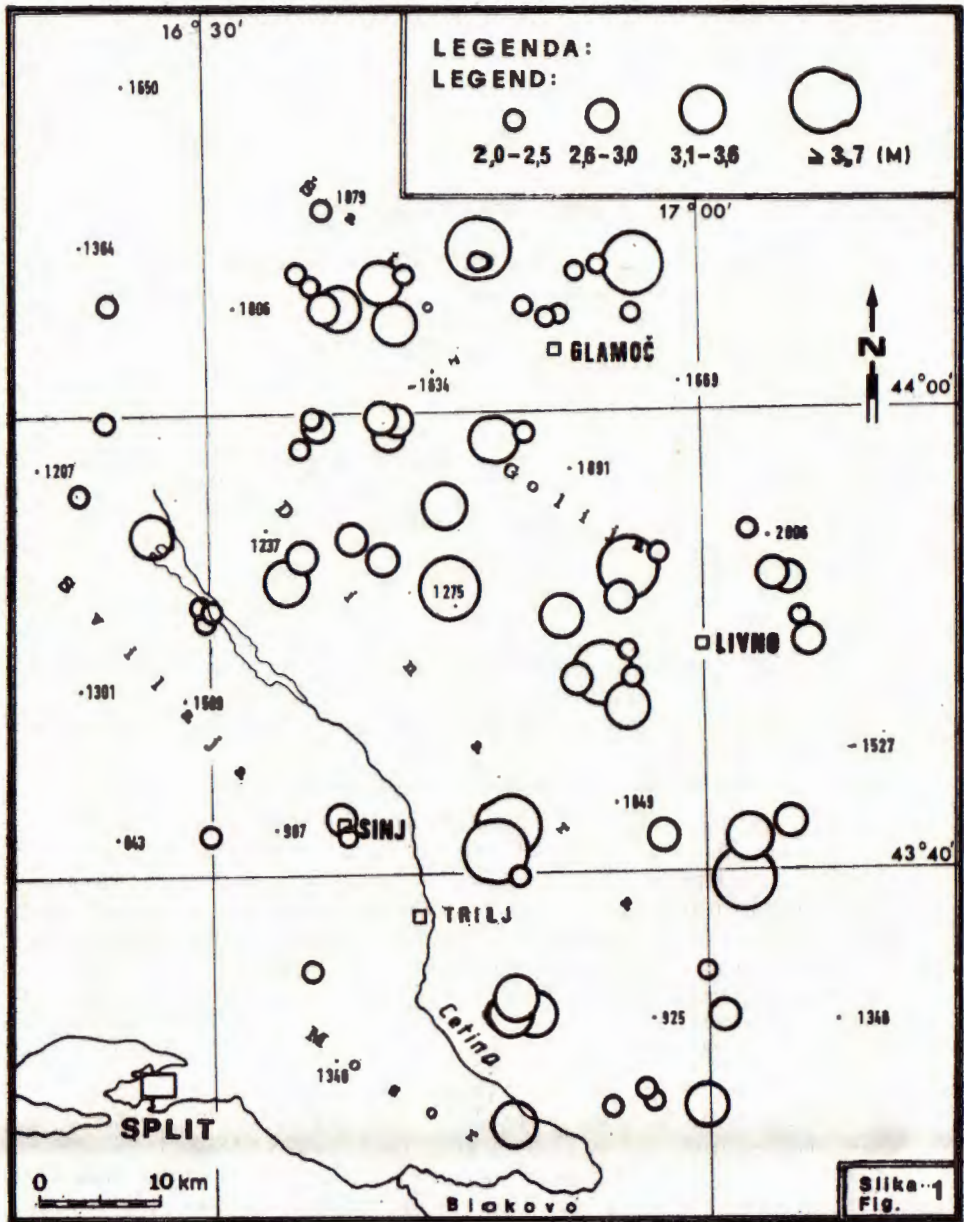 16° 30'
LEGENDA:
LEGEND:
2,0–2,5 2,6–3,0 3,1–3,6 ≥ 3,7 (M)
·1650
1879
17° 00'
·1364
·1806
GLAMOČ
N
·1634
·1669
44° 00'
·1207
·1891
Golija
1237
·2006
Dinara
1275
Svilaja
LIVNO
·1301
·1509
1527
·1849
·987
SINJ
·843
43° 40'
TRILJ
Cetina
·925
·1348
1340
Mosor
SPLIT
0 10 km
Biokovo
Slika 1
Fig.